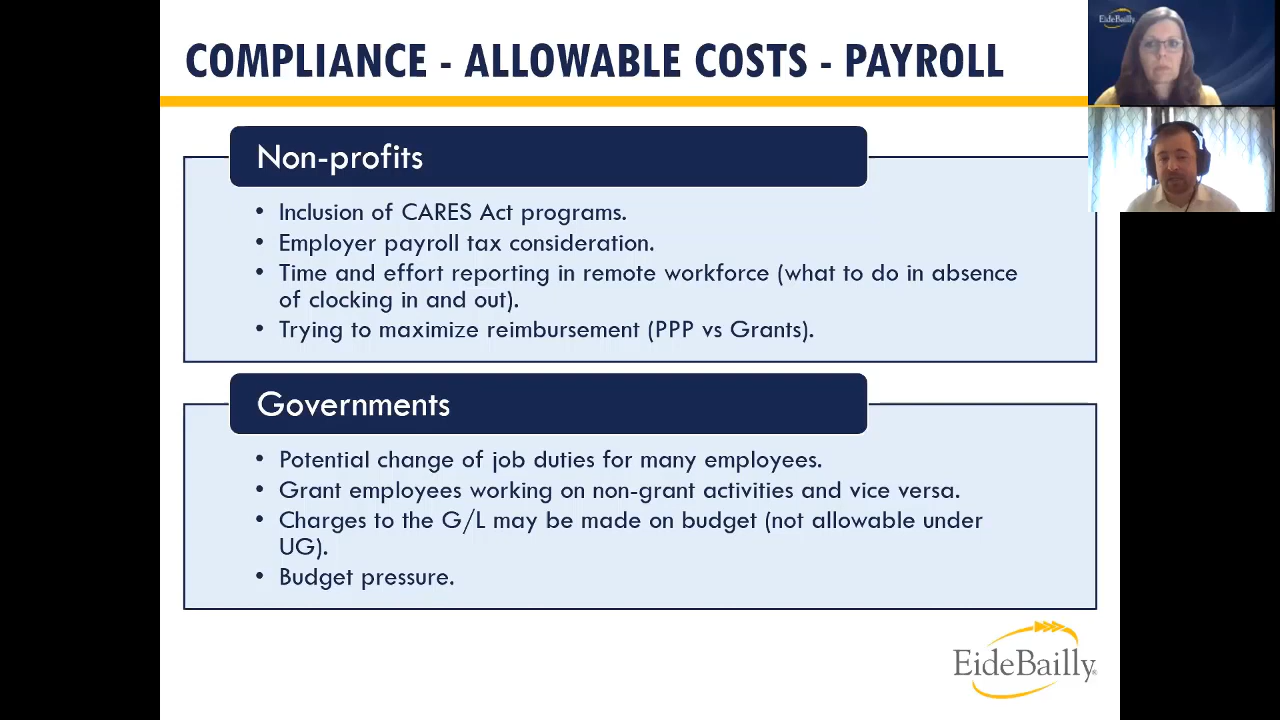 COMPLIANCE - ALLOWABLE COSTS - PAYROLL
Non-profits
• Inclusion of CARES Act programs.
• Employer payroll tax consideration.
• Time and effort reporting in remote workforce (what to do in absence
of clocking in and out).
• Trying to maximize reimbursement (PPP vs Grants).
Governments
• Potential change of job duties for many employees.
• Grant employees working on non-grant activities and vice versa.
• Charges to the G/L may be made on budget (not allowable under
UG).
• Budget pressure.
EideBailly®
EideBailly